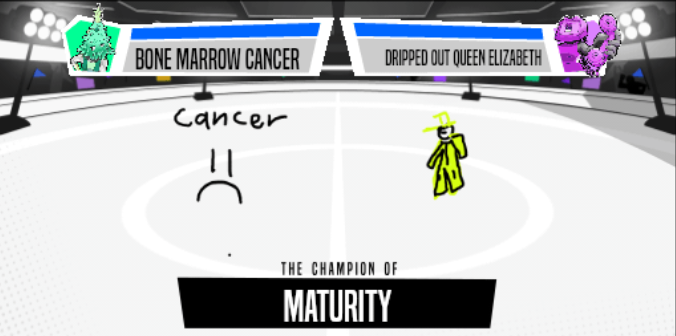 BONE MARROW CANCER
DRIPPED OUT QUEEN ELIZABETH
cancer
THE CHAMPION OF
MATURITY